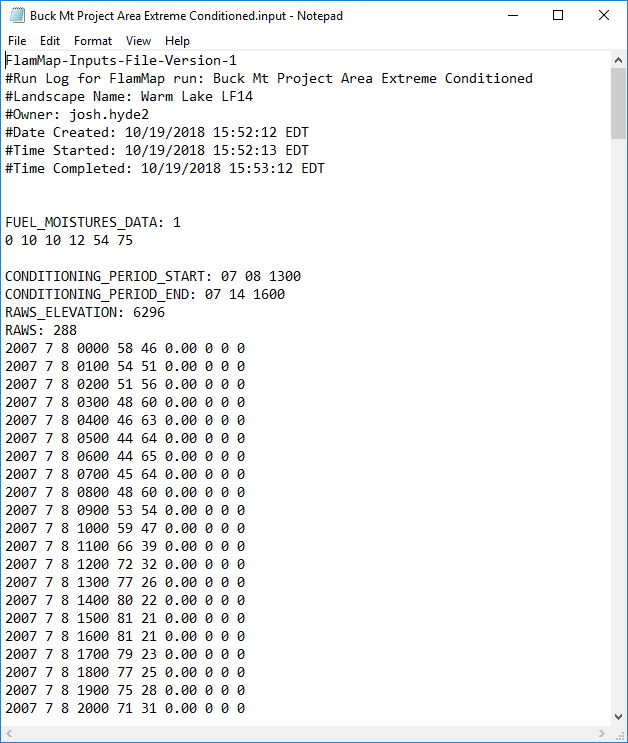 Buck Mt Project Area Extreme Conditioned.input - Notepad
File Edit Format View Help
FlamMap-Inputs-File-Version-1
#Run Log for FlamMap run: Buck Mt Project Area Extreme Conditioned
#Landscape Name: Warm Lake LF14
#Owner: josh.hyde2
#Date Created: 10/19/2018 15:52:12 EDT
#Time Started: 10/19/2018 15:52:13 EDT
#Time Completed: 10/19/2018 15:53:12 EDT
FUEL_MOISTURES_DATA: 1
0 10 10 12 54 75
CONDITIONING_PERIOD_START: 07 08 1300
CONDITIONING_PERIOD_END: 07 14 1600
RAWS_ELEVATION: 6296
RAWS: 288
2007 7 8 0000 58 46 0.00 0 0 0
2007 7 8 0100 54 51 0.00 0 0 0
2007 7 8 0200 51 56 0.00 0 0 0
2007 7 8 0300 48 60 0.00 0 0 0
2007 7 8 0400 46 63 0.00 0 0 0
2007 7 8 0500 44 64 0.00 0 0 0
2007 7 8 0600 44 65 0.00 0 0 0
2007 7 8 0700 45 64 0.00 0 0 0
2007 7 8 0800 48 60 0.00 0 0 0
2007 7 8 0900 53 54 0.00 0 0 0
2007 7 8 1000 59 47 0.00 0 0 0
2007 7 8 1100 66 39 0.00 0 0 0
2007 7 8 1200 72 32 0.00 0 0 0
2007 7 8 1300 77 26 0.00 0 0 0
2007 7 8 1400 80 22 0.00 0 0 0
2007 7 8 1500 81 21 0.00 0 0 0
2007 7 8 1600 81 21 0.00 0 0 0
2007 7 8 1700 79 23 0.00 0 0 0
2007 7 8 1800 77 25 0.00 0 0 0
2007 7 8 1900 75 28 0.00 0 0 0
2007 7 8 2000 71 31 0.00 0 0 0